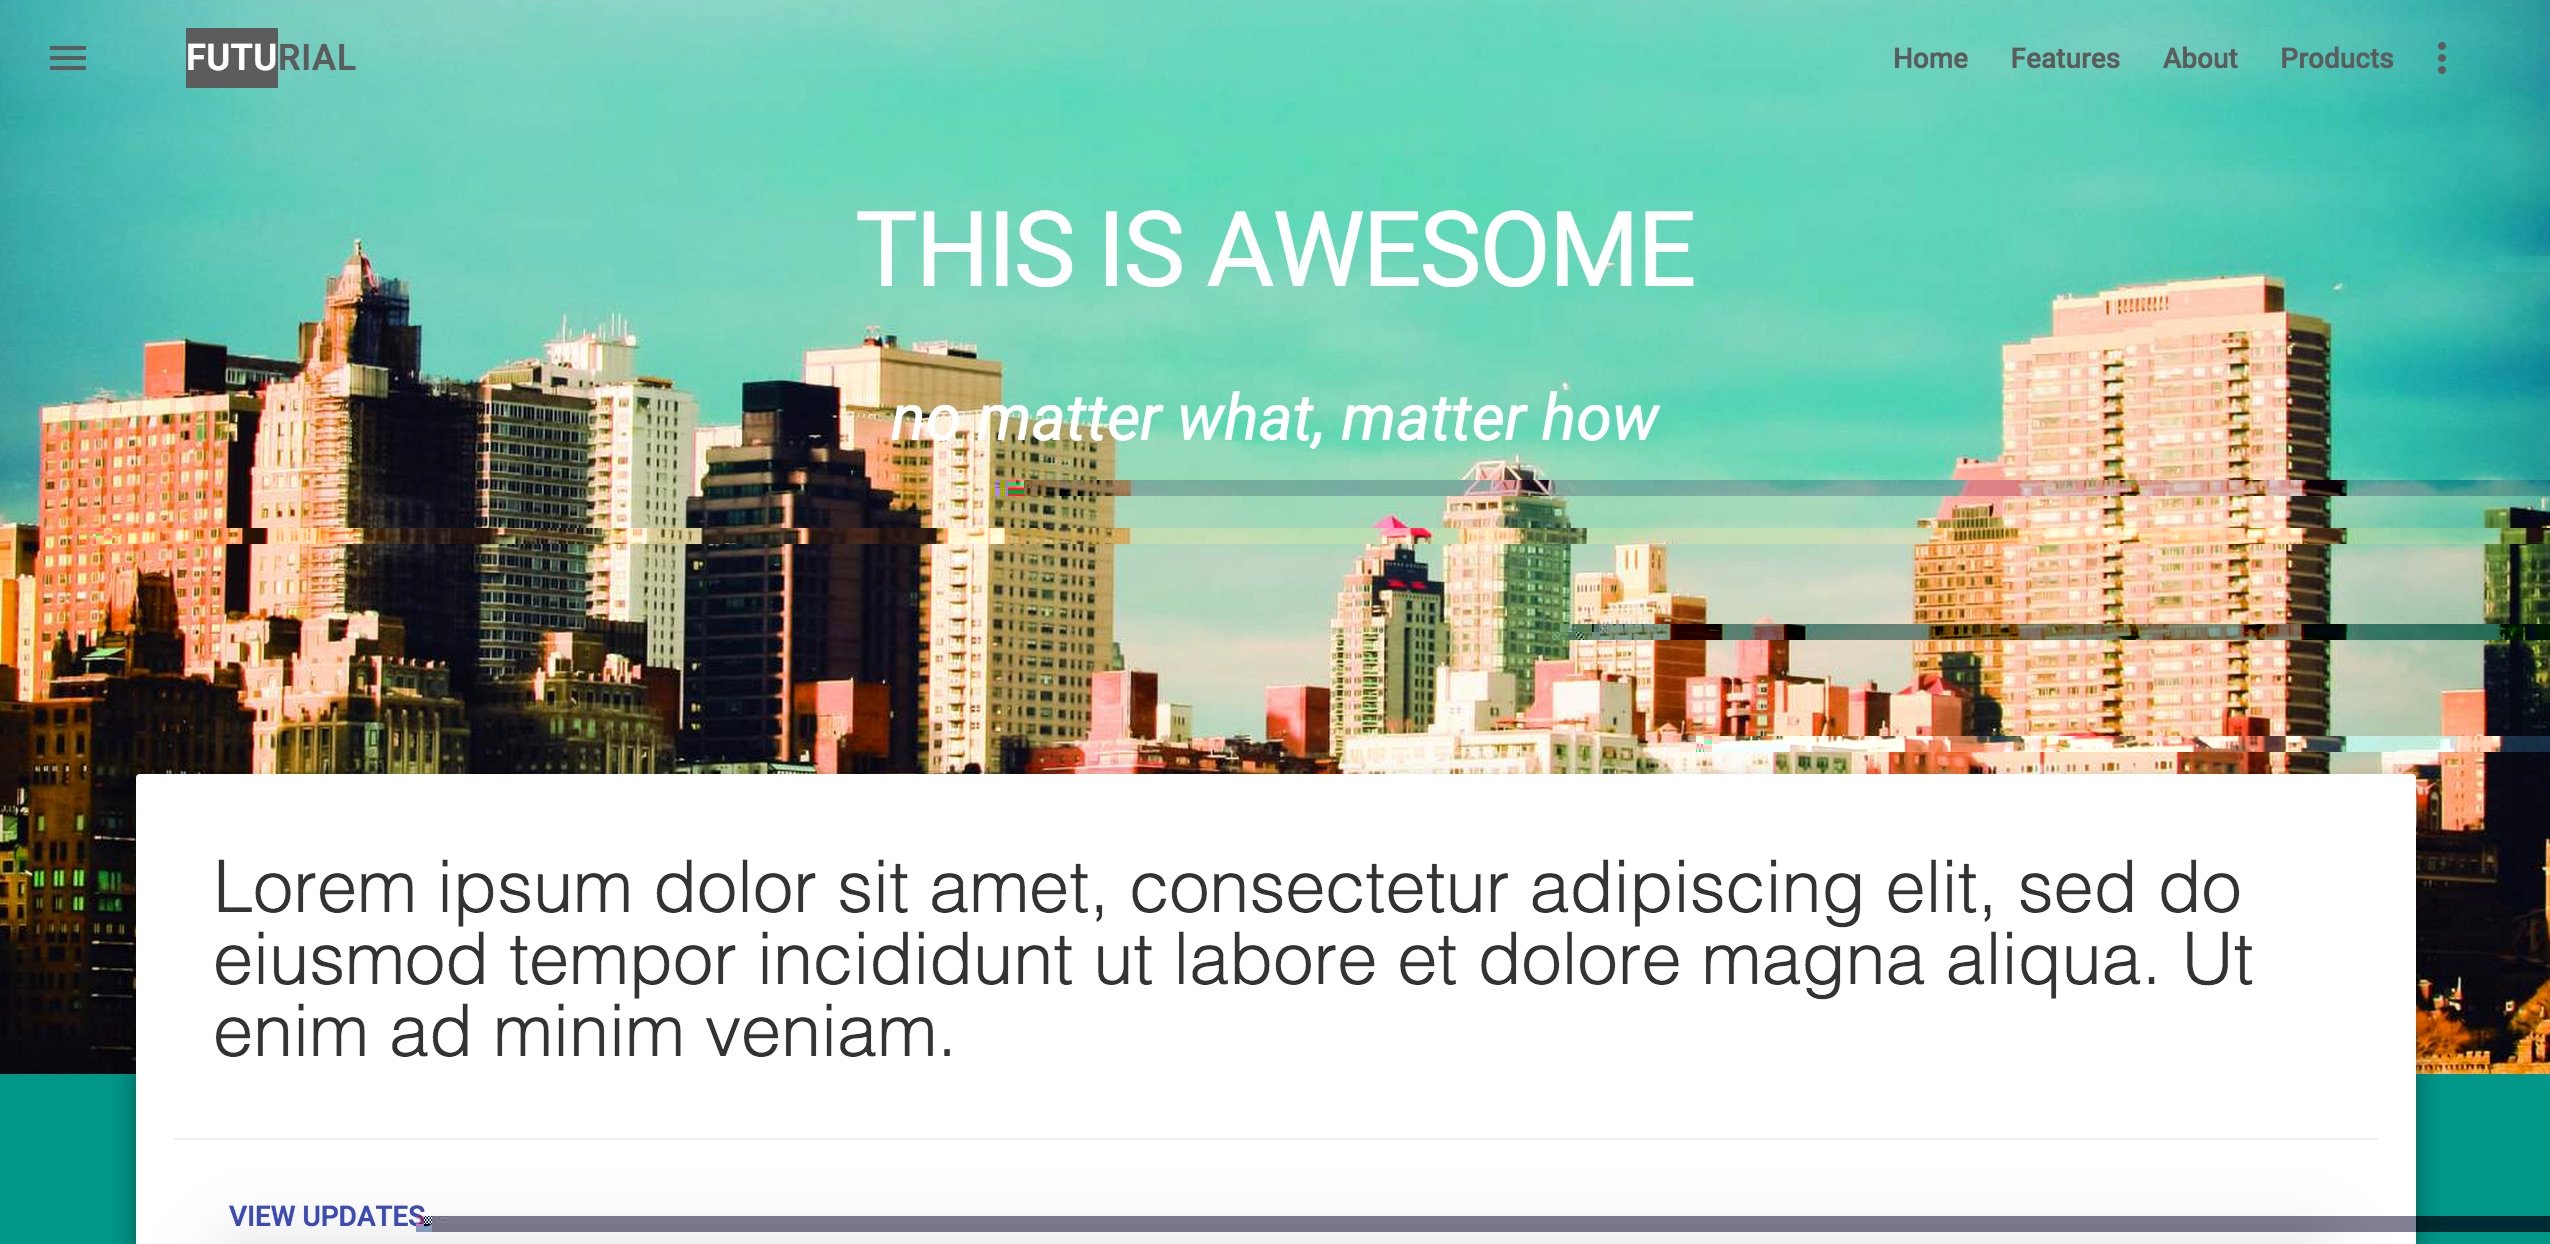 FUTURIAL
Home Features About Products
THIS IS AWESOME
no matter what, matter how
Lorem ipsum dolor sit amet, consectetur adipiscing elit, sed do
eiusmod tempor incididunt ut labore et dolore magna aliqua. Ut
enim ad minim veniam.
VIEW UPDATES